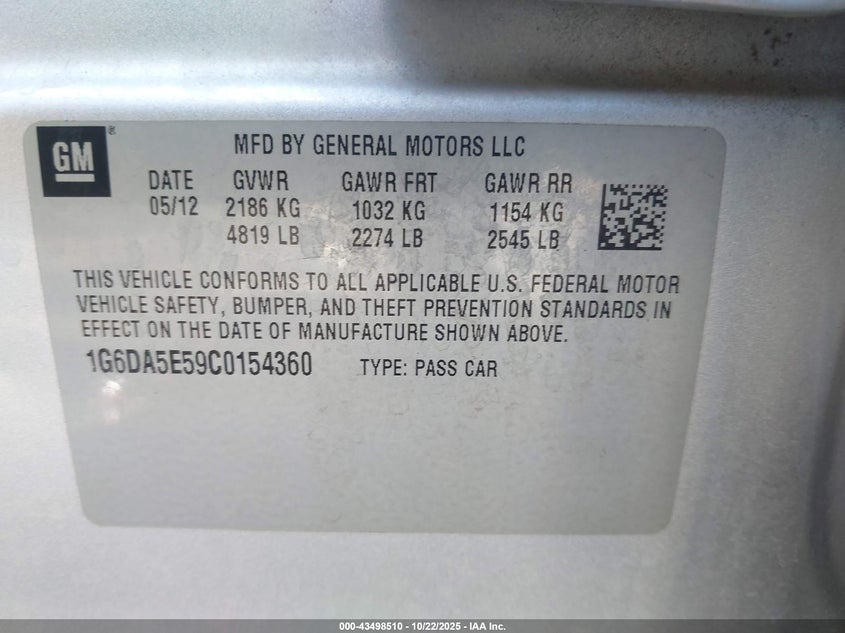 GM ®
MFD BY GENERAL MOTORS LLC
DATE GVWR GAWR FRT GAWR RR
05/12 2186 KG 1032 KG 1154 KG
4819 LB 2274 LB 2545 LB
THIS VEHICLE CONFORMS TO ALL APPLICABLE U.S. FEDERAL MOTOR
VEHICLE SAFETY, BUMPER, AND THEFT PREVENTION STANDARDS IN
EFFECT ON THE DATE OF MANUFACTURE SHOWN ABOVE.
1G6DA5E59C0154360 TYPE: PASS CAR
000-43498510 - 10/22/2025 - IAA Inc.